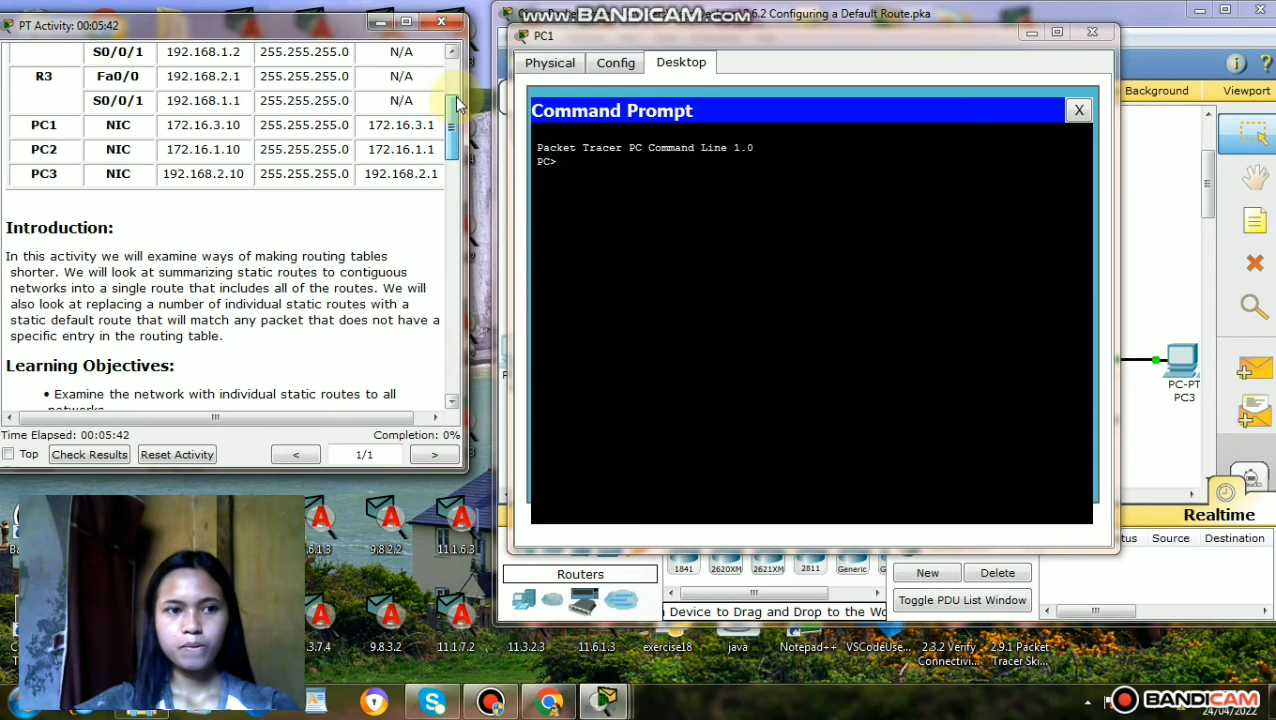 PT Activity: 00:05:42
S0/0/1 192.168.1.2 255.255.255.0 N/A
R3 Fa0/0 192.168.2.1 255.255.255.0 N/A
S0/0/1 192.168.1.1 255.255.255.0 N/A
PC1 NIC 172.16.3.10 255.255.255.0 172.16.3.1
PC2 NIC 172.16.1.10 255.255.255.0 172.16.1.1
PC3 NIC 192.168.2.10 255.255.255.0 192.168.2.1
Introduction:
In this activity we will examine ways of making routing tables
shorter. We will look at summarizing static routes to contiguous
networks into a single route that includes all of the routes. We will
also look at replacing a number of individual static routes with a
static default route that will match any packet that does not have a
specific entry in the routing table.
Learning Objectives:
• Examine the network with individual static routes to all
networks
Time Elapsed: 00:05:42 Completion: 0%
Top Check Results Reset Activity < 1/1 >
www.BANDICAM.com
6.2 Configuring a Default Route.pka
PC1
Physical Config Desktop
Command Prompt X
Packet Tracer PC Command Line 1.0
PC>
Background Viewport
PC-PT
PC3
Realtime
1841 2620XM 2621XM 2811 Generic
Routers
New Delete
Toggle PDU List Window
tus Source Destination
Device to Drag and Drop to the Wo
9.8.2.2 11.1.6.3
.3.7.4 9.8.3.2 11.1.7.2 11.3.2.3 11.6.1.3 exercise18 java Notepad++ VSCodeUse... 2.3.2 Verify 2.9.1 Packet
Connectivi... Tracer Ski...
BANDICAM
24/04/2022